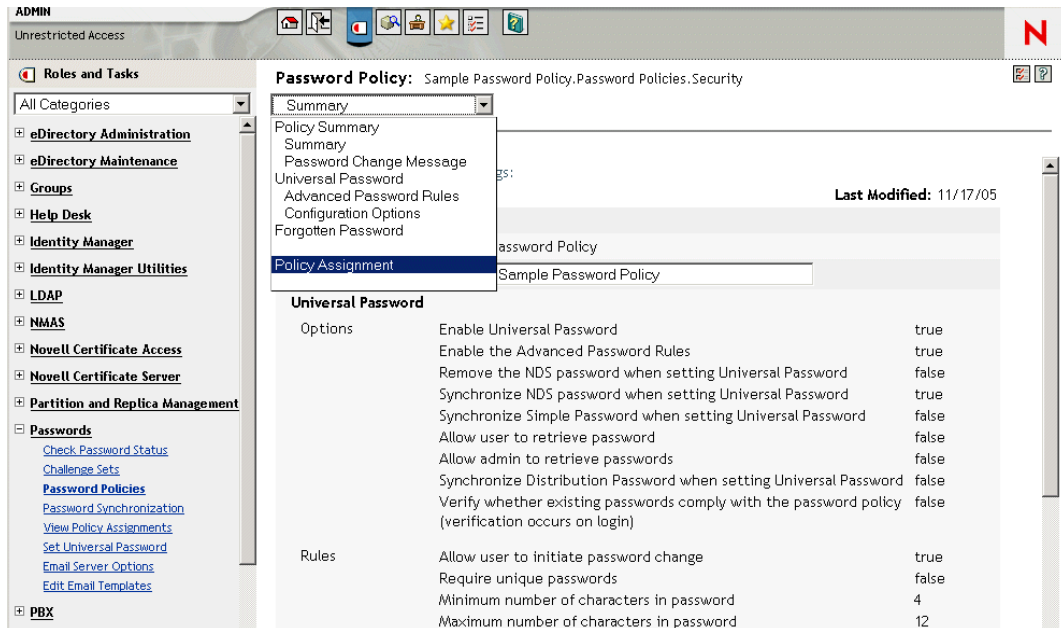 ADMIN
Unrestricted Access
N
Roles and Tasks
All Categories
eDirectory Administration
eDirectory Maintenance
Groups
Help Desk
Identity Manager
Identity Manager Utilities
LDAP
NMAS
Novell Certificate Access
Novell Certificate Server
Partition and Replica Management
Passwords
Check Password Status
Challenge Sets
Password Policies
Password Synchronization
View Policy Assignments
Set Universal Password
Email Server Options
Edit Email Templates
PBX
Password Policy: Sample Password Policy.Password Policies.Security
Summary
Policy Summary
Summary
Password Change Message
Universal Password
Advanced Password Rules
Configuration Options
Forgotten Password
Policy Assignment
gs:
Last Modified: 11/17/05
assword Policy
Sample Password Policy
Universal Password
Options
Enable Universal Password true
Enable the Advanced Password Rules true
Remove the NDS password when setting Universal Password false
Synchronize NDS password when setting Universal Password true
Synchronize Simple Password when setting Universal Password false
Allow user to retrieve password false
Allow admin to retrieve passwords false
Synchronize Distribution Password when setting Universal Password false
Verify whether existing passwords comply with the password policy false
(verification occurs on login)
Rules
Allow user to initiate password change true
Require unique passwords false
Minimum number of characters in password 4
Maximum number of characters in password 12